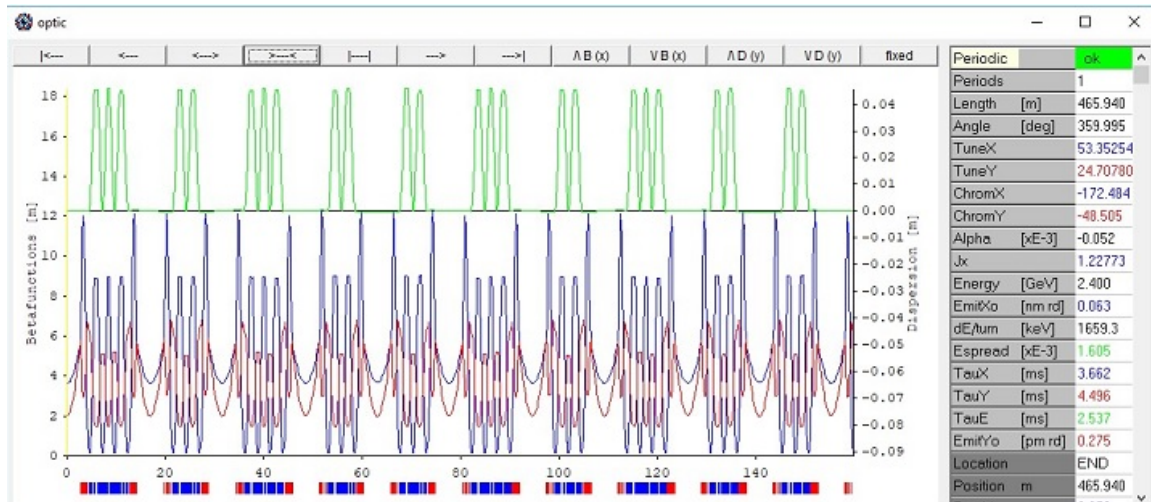 optic
|<--- <--- <---> >---< |----| ---> --->| /\ B (x) V B (x) /\ D (y) V D (y) fixed
Periodic ok
Periods 1
Length [m] 465.940
Angle [deg] 359.995
TuneX 53.35254
TuneY 24.70780
ChromX -172.484
ChromY -48.505
Alpha [xE-3] -0.052
Jx 1.22773
Energy [GeV] 2.400
EmitXo [nm rd] 0.063
dE/turn [keV] 1659.3
Espread [xE-3] 1.605
TauX [ms] 3.662
TauY [ms] 4.496
TauE [ms] 2.537
EmitYo [pm rd] 0.275
Location END
Position m 465.940
Betafunctions [m]
18
16
14
12
10
8
6
4
2
0
0 20 40 60 80 100 120 140
0.04
0.03
0.02
0.01
0.00
-0.01
-0.02
-0.03
-0.04
-0.05
-0.06
-0.07
-0.08
-0.09
Dispersion [m]